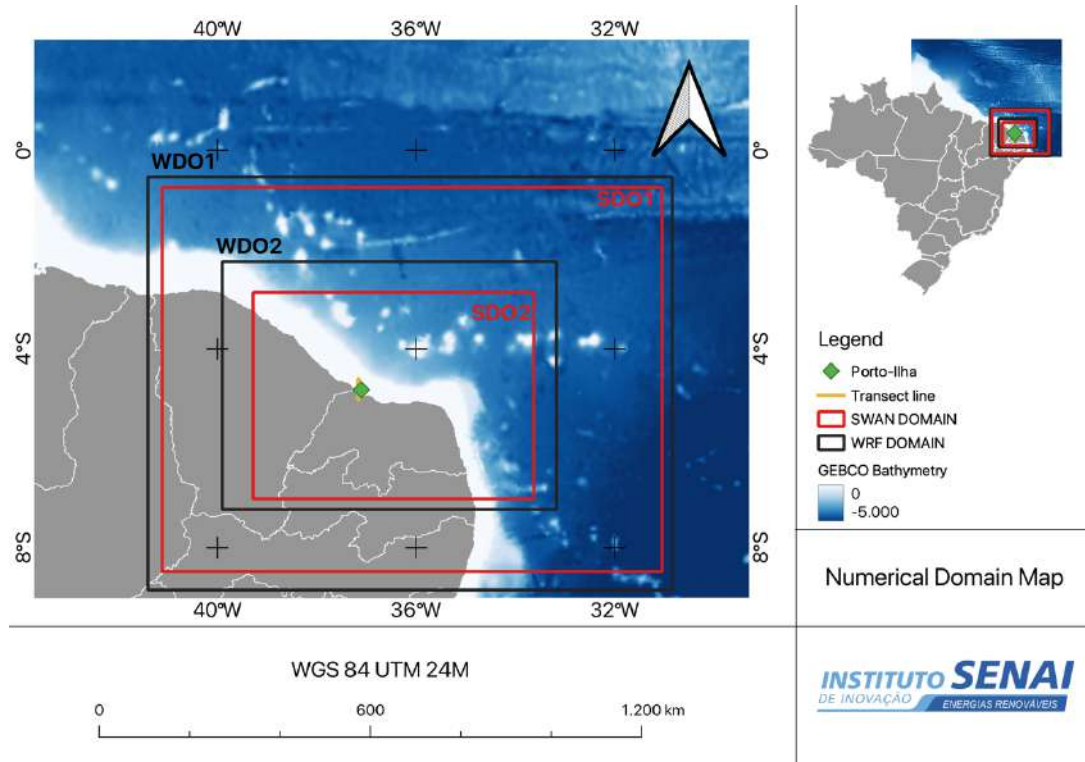 40°W 36°W 32°W
0° 0°
WDO1
SDO1
WDO2
SDO2
4°S 4°S
8°S 8°S
40°W 36°W 32°W
Legend
Porto-Ilha
Transect line
SWAN DOMAIN
WRF DOMAIN
GEBCO Bathymetry
0
-5.000
Numerical Domain Map
WGS 84 UTM 24M
0 600 1.200 km
INSTITUTO SENAI
DE INOVAÇÃO ENERGIAS RENOVÁVEIS